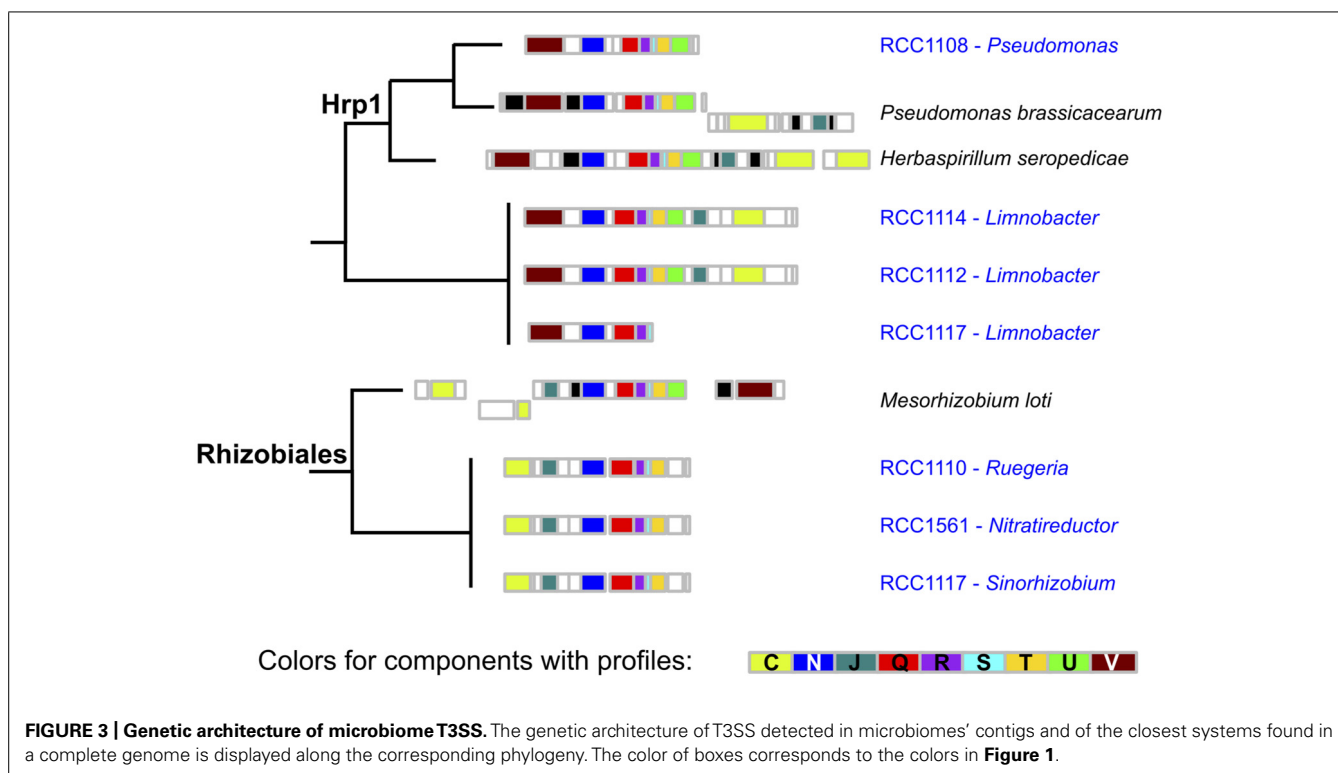 RCC1108 - Pseudomonas
Hrp1
Pseudomonas brassicacearum
Herbaspirillum seropedicae
RCC1114 - Limnobacter
RCC1112 - Limnobacter
RCC1117 - Limnobacter
Mesorhizobium loti
Rhizobiales
RCC1110 - Ruegeria
RCC1561 - Nitratireductor
RCC1117 - Sinorhizobium
Colors for components with profiles: C N J Q R S T U V
FIGURE 3 | Genetic architecture of microbiome T3SS. The genetic architecture of T3SS detected in microbiomes' contigs and of the closest systems found in
a complete genome is displayed along the corresponding phylogeny. The color of boxes corresponds to the colors in Figure 1.